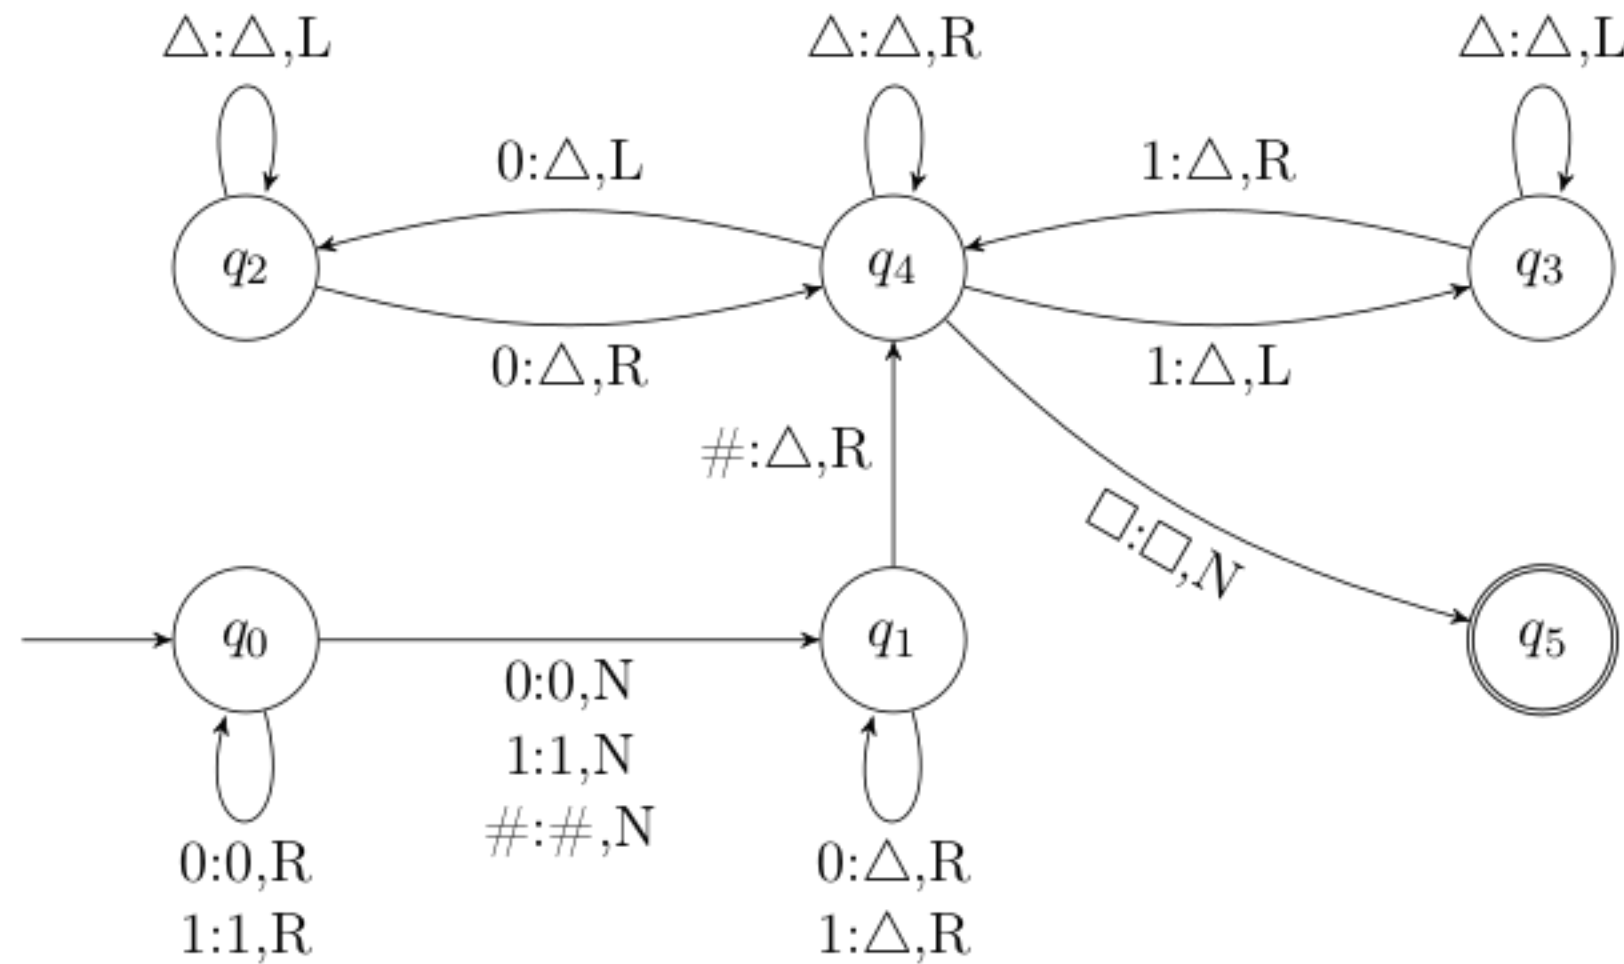 △:△,L
△:△,R
△:△,L
0:△,L
1:△,R
q2
q4
q3
0:△,R
1:△,L
#:△,R
□:□,N
q0
q1
q5
0:0,N
1:1,N
#:#,N
0:0,R
1:1,R
0:△,R
1:△,R